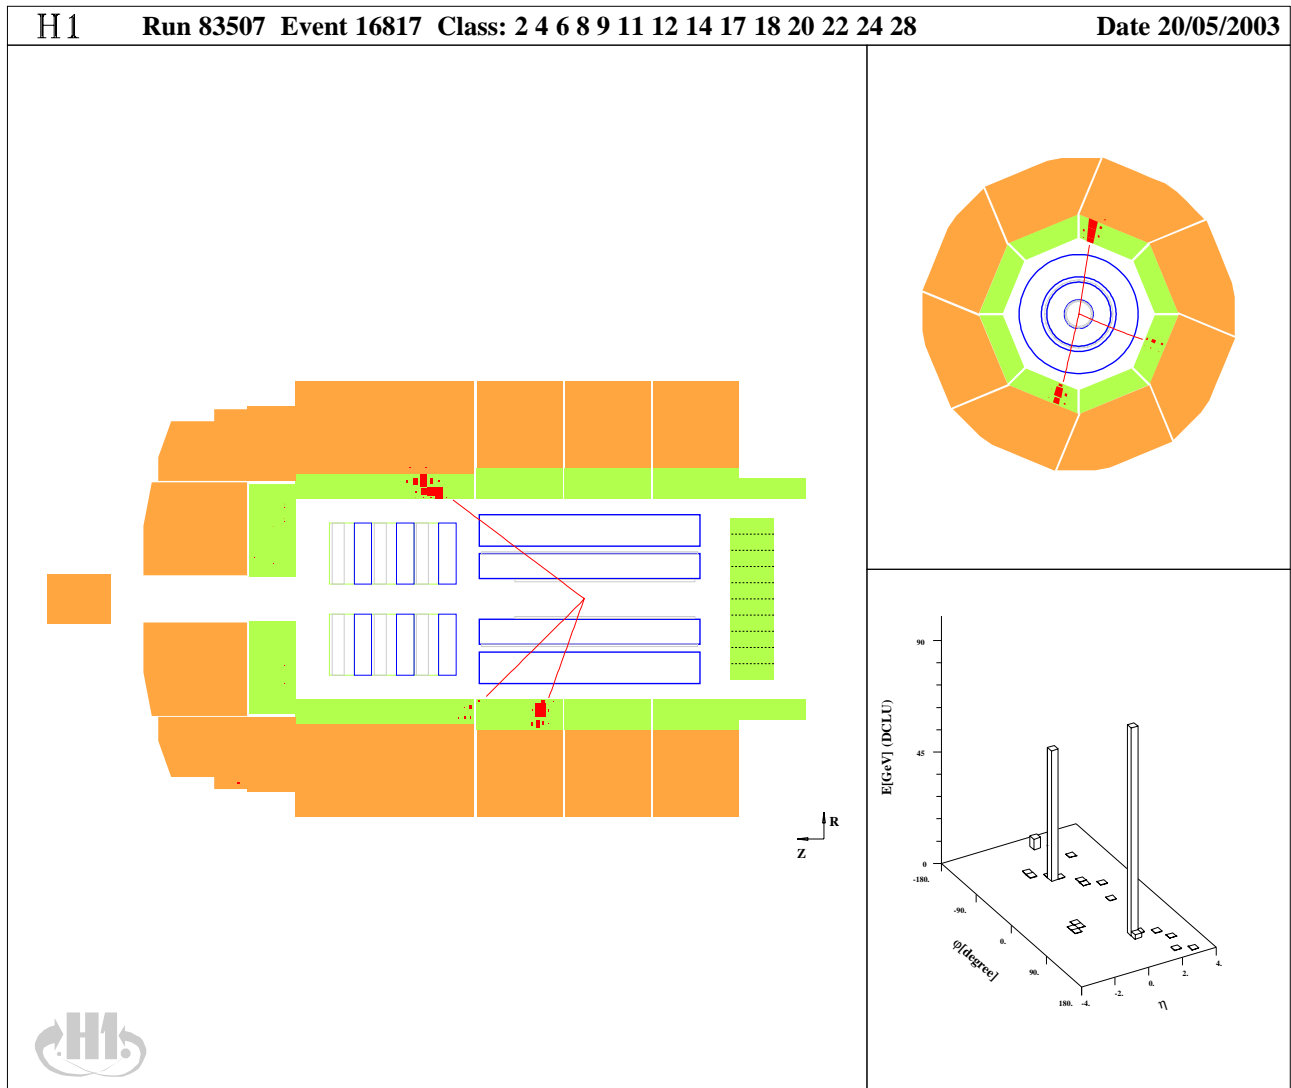 H1 Run 83507 Event 16817 Class: 2 4 6 8 9 11 12 14 17 18 20 22 24 28 Date 20/05/2003
R
Z
E[GeV] (DCLU)
90
45
0
-180.
-90.
0.
90.
180.
φ[degree]
-4.
-2.
0.
2.
4.
η
H1